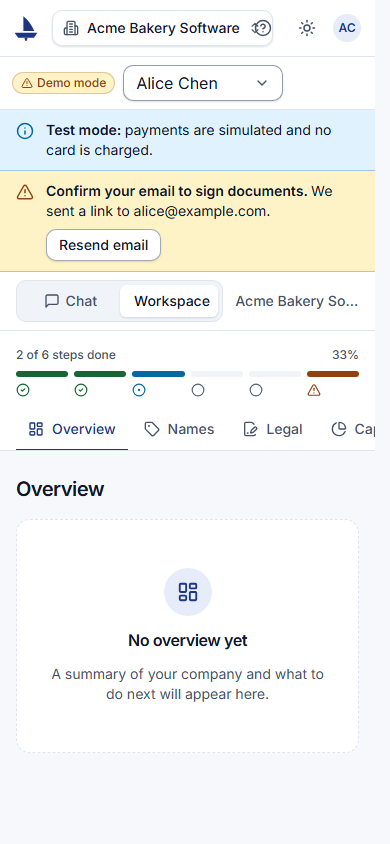 Acme Bakery Software
AC
Demo mode
Alice Chen
Test mode: payments are simulated and no
card is charged.
Confirm your email to sign documents. We
sent a link to alice@example.com.
Resend email
Chat
Workspace
Acme Bakery So...
2 of 6 steps done
33%
Overview
Names
Legal
Cap
Overview
No overview yet
A summary of your company and what to
do next will appear here.